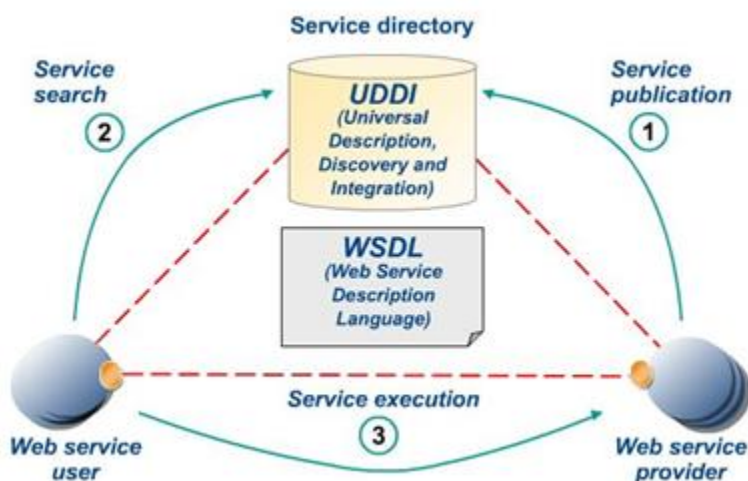 Service directory
Service
search
2
UDDI
(Universal
Description,
Discovery and
Integration)
Service
publication
1
WSDL
(Web Service
Description
Language)
Service execution
3
Web service
user
Web service
provider